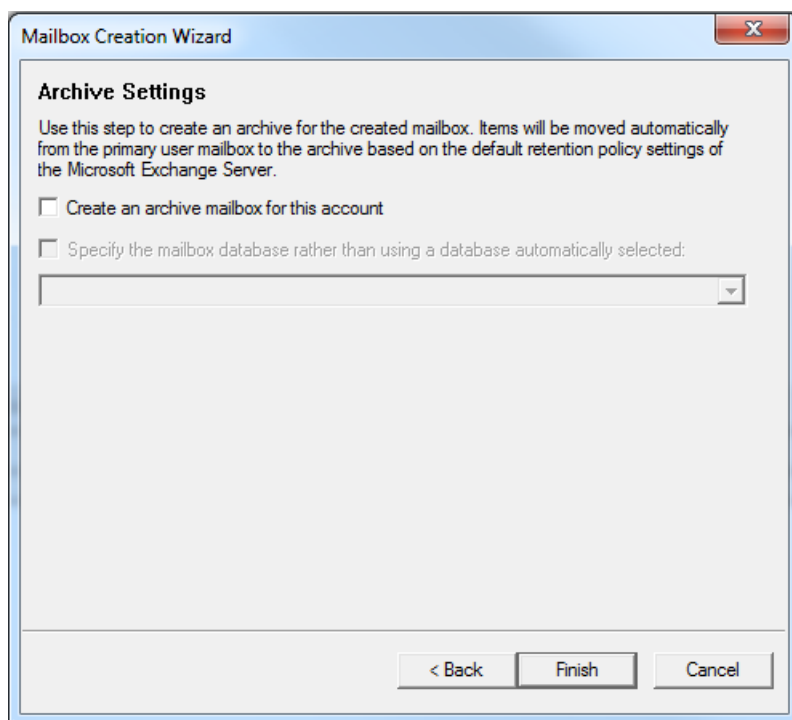 Mailbox Creation Wizard
Archive Settings
Use this step to create an archive for the created mailbox. Items will be moved automatically
from the primary user mailbox to the archive based on the default retention policy settings of
the Microsoft Exchange Server.
Create an archive mailbox for this account
Specify the mailbox database rather than using a database automatically selected:
< Back Finish Cancel